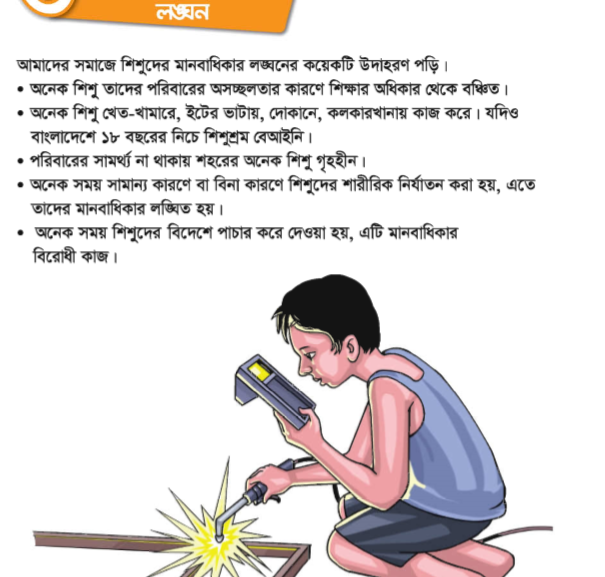 লঙ্ঘন
আমাদের সমাজে শিশুদের মানবাধিকার লঙ্ঘনের কয়েকটি উদাহরণ পড়ি।
• অনেক শিশু তাদের পরিবারের অসচ্ছলতার কারণে শিক্ষার অধিকার থেকে বঞ্চিত।
• অনেক শিশু খেত-খামারে, ইটের ভাটায়, দোকানে, কলকারখানায় কাজ করে। যদিও
বাংলাদেশে ১৮ বছরের নিচে শিশুশ্রম বেআইনি।
• পরিবারের সামর্থ্য না থাকায় শহরের অনেক শিশু গৃহহীন।
• অনেক সময় সামান্য কারণে বা বিনা কারণে শিশুদের শারীরিক নির্যাতন করা হয়, এতে
তাদের মানবাধিকার লঙ্ঘিত হয়।
• অনেক সময় শিশুদের বিদেশে পাচার করে দেওয়া হয়, এটি মানবাধিকার
বিরোধী কাজ।